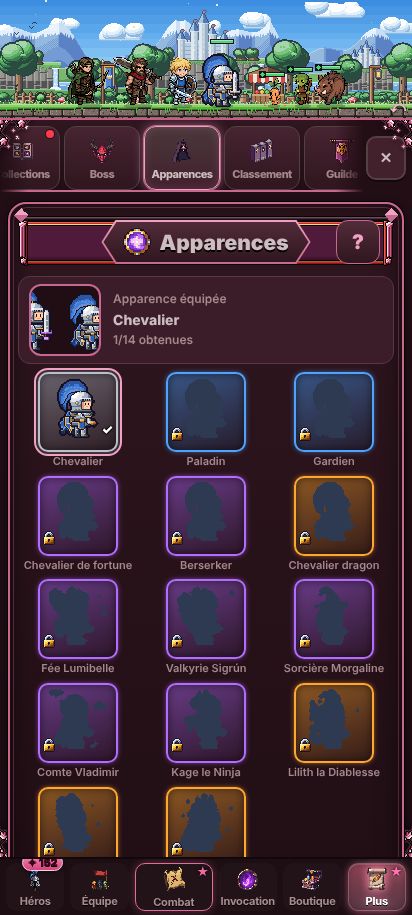 ollections
Boss
Apparences
Classement
Guilde
×
Apparences
?
Apparence équipée
Chevalier
1/14 obtenues
Chevalier
Paladin
Gardien
Chevalier de fortune
Berserker
Chevalier dragon
Fée Lumibelle
Valkyrie Sigrún
Sorcière Morgaline
Comte Vladimir
Kage le Ninja
Lilith la Diablesse
Héros
Équipe
Combat
Invocation
Boutique
Plus